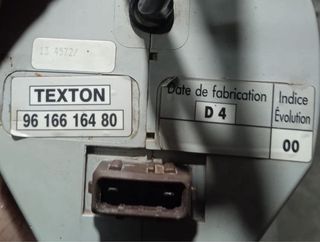 TEXTON
96 166 164 80
Date de fabrication
D 4
Indice
Évolution
00